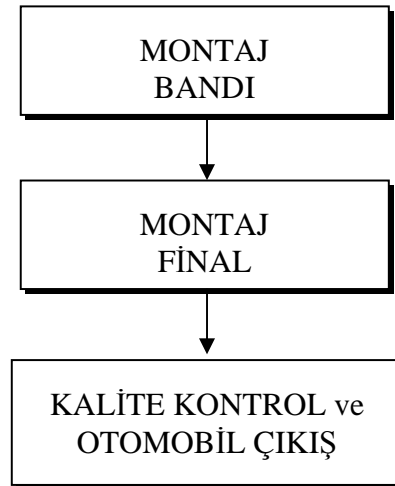 MONTAJ
BANDI
MONTAJ
FİNAL
KALİTE KONTROL ve
OTOMOBİL ÇIKIŞ